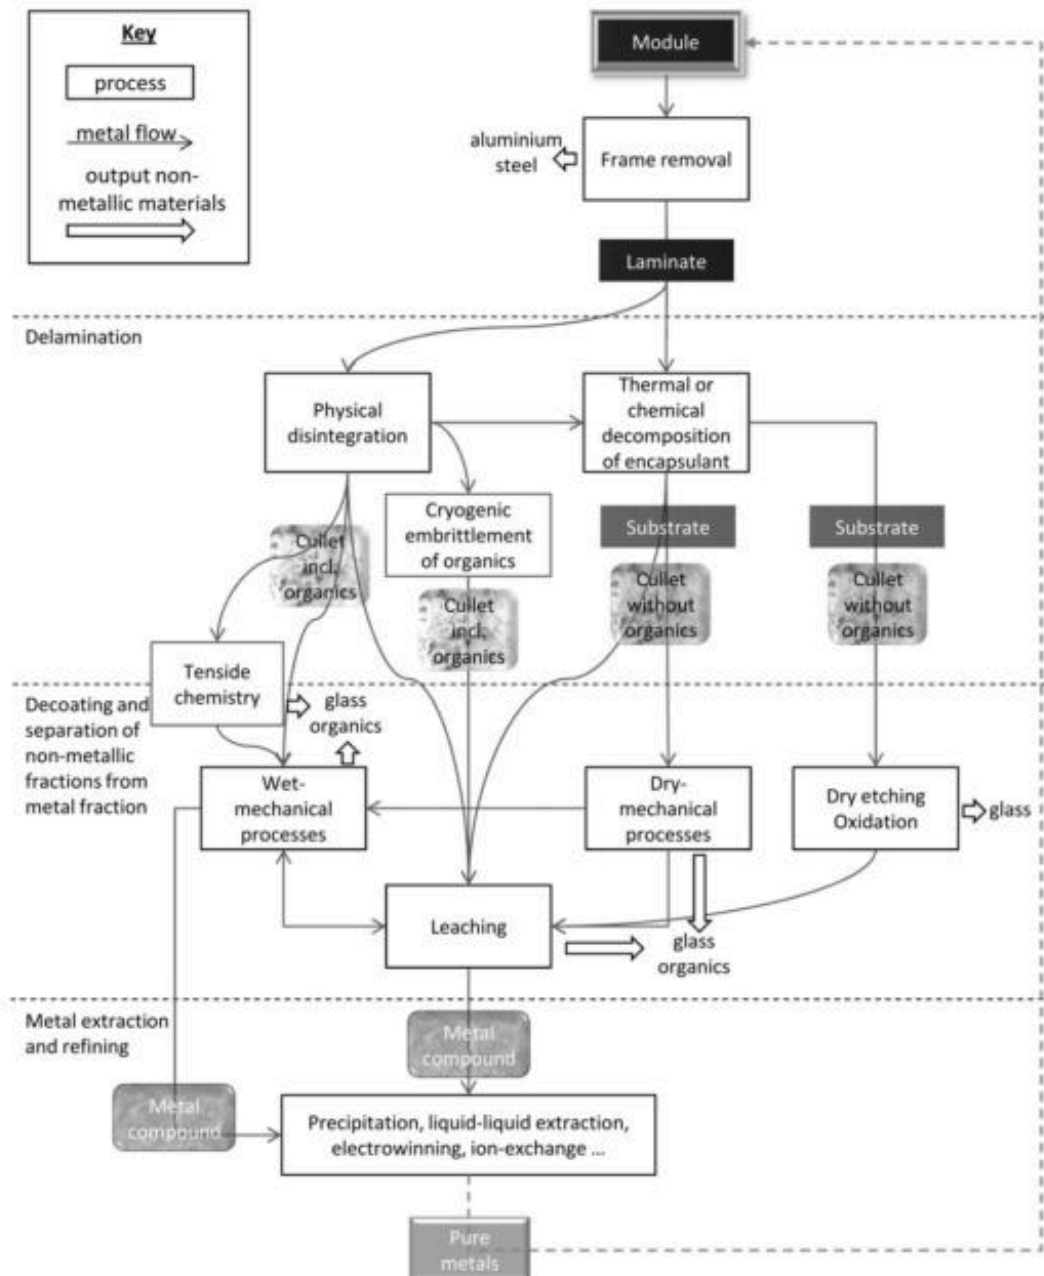 Key
process
metal flow
output non-
metallic materials
Module
aluminium
steel
Frame removal
Laminate
Delamination
Physical
disintegration
Thermal or
chemical
decomposition
of encapsulant
Cryogenic
embrittlement
of organics
Substrate
Substrate
Cullet
incl.
organics
Cullet
incl.
organics
Cullet
without
organics
Cullet
without
organics
Tenside
chemistry
Decoating and
separation of
non-metallic
fractions from
metal fraction
glass
organics
Wet-
mechanical
processes
Dry-
mechanical
processes
Dry etching
Oxidation
glass
Leaching
glass
organics
Metal extraction
and refining
Metal
compound
Metal
compound
Precipitation, liquid-liquid extraction,
electrowinning, ion-exchange ...
Pure
metals